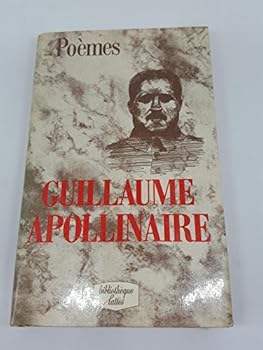 Poèmes
GUILLAUME
APOLLINAIRE
bibliothèque
lattès